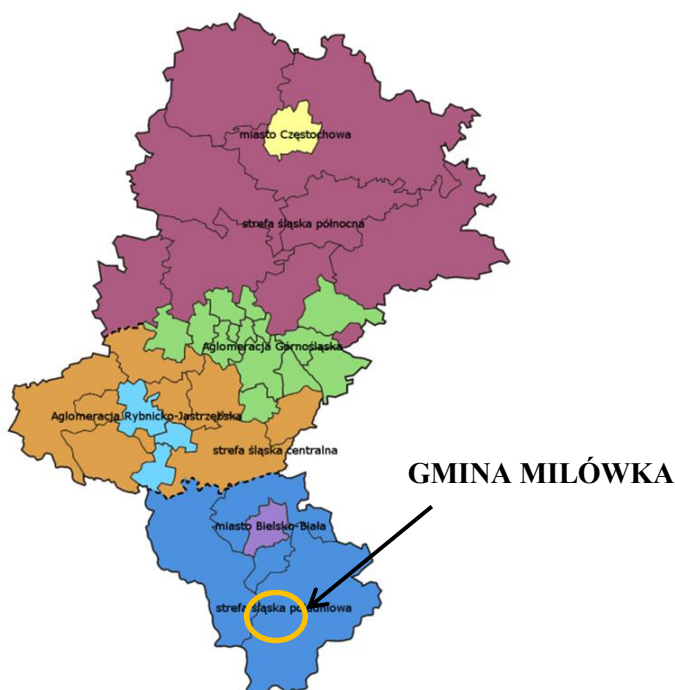 miasto Częstochowa
strefa śląska północna
Aglomeracja Górnośląska
Aglomeracja Rybnicko-Jastrzębska
strefa śląska centralna
GMINA MILÓWKA
miasto Bielsko-Biała
strefa śląska południowa